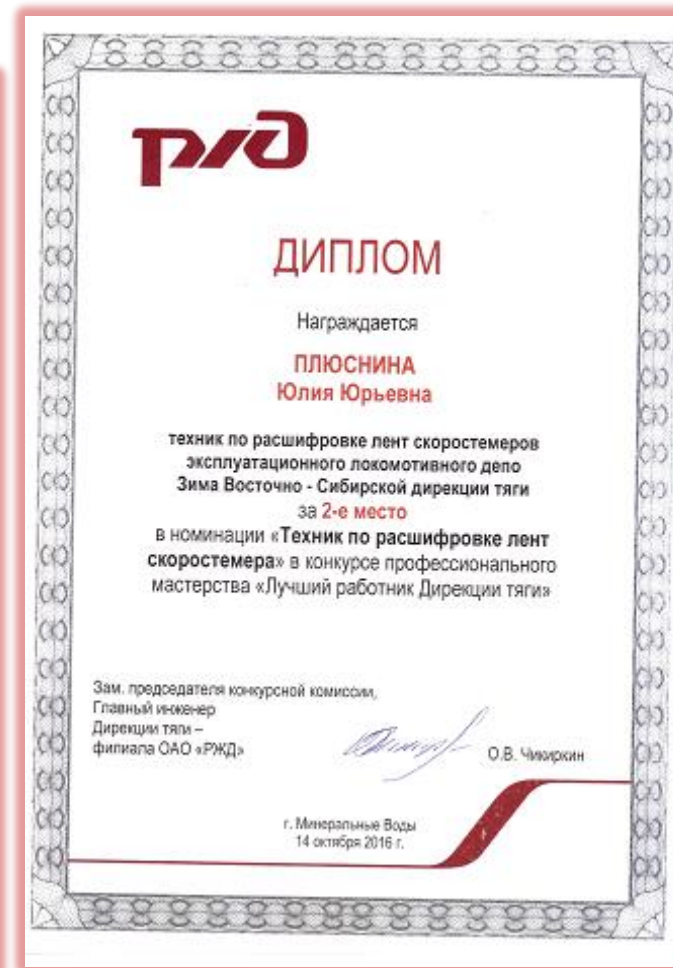 ржд
ДИПЛОМ
Награждается
ПЛЮСНИНА
Юлия Юрьевна
техник по расшифровке лент скоростемеров
эксплуатационного локомотивного депо
Зима Восточно - Сибирской дирекции тяги
за 2-е место
в номинации «Техник по расшифровке лент
скоростемера» в конкурсе профессионального
мастерства «Лучший работник Дирекции тяги»
Зам. председателя конкурсной комиссии,
Главный инженер
Дирекции тяги –
филиала ОАО «РЖД»
О.В. Чикиркин
г. Минеральные Воды
14 октября 2016 г.